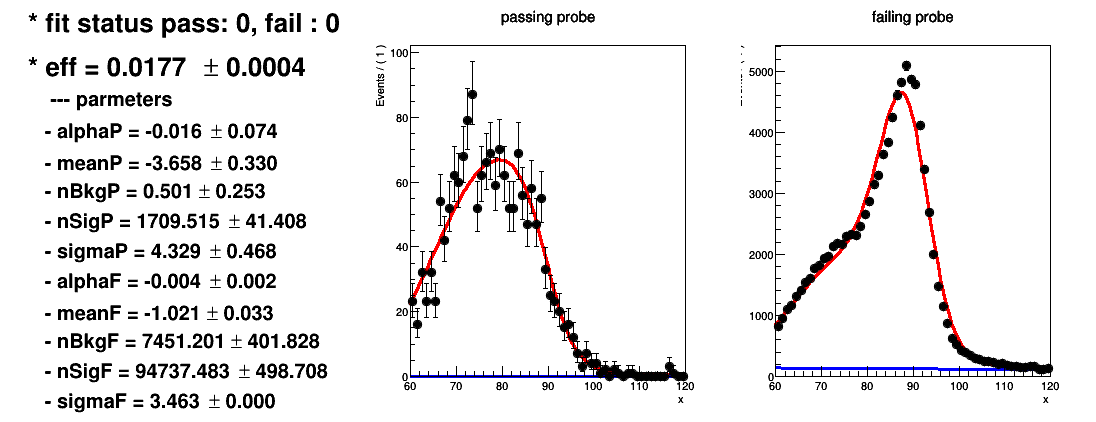 * fit status pass: 0, fail : 0
* eff = 0.0177 ± 0.0004
--- parmeters
- alphaP = -0.016 ± 0.074
- meanP = -3.658 ± 0.330
- nBkgP = 0.501 ± 0.253
- nSigP = 1709.515 ± 41.408
- sigmaP = 4.329 ± 0.468
- alphaF = -0.004 ± 0.002
- meanF = -1.021 ± 0.033
- nBkgF = 7451.201 ± 401.828
- nSigF = 94737.483 ± 498.708
- sigmaF = 3.463 ± 0.000
passing probe
Events / ( 1 )
100
80
60
40
20
0
60 70 80 90 100 110 120
x
failing probe
5000
4000
3000
2000
1000
0
60 70 80 90 100 110 120
x